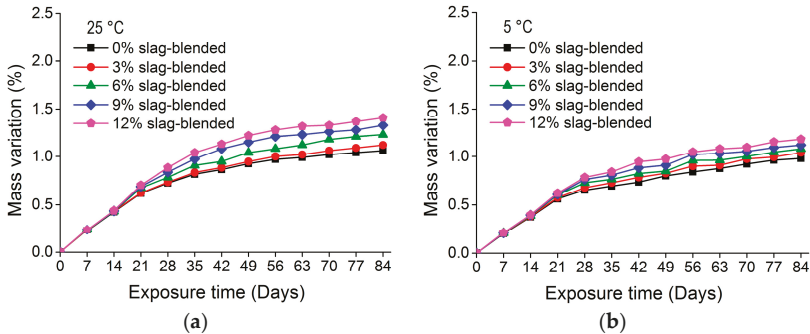 25 °C
0% slag-blended
3% slag-blended
6% slag-blended
9% slag-blended
12% slag-blended
Mass variation (%)
2.5
2.0
1.5
1.0
0.5
0.0
0 7 14 21 28 35 42 49 56 63 70 77 84
Exposure time (Days)
(a)
5 °C
0% slag-blended
3% slag-blended
6% slag-blended
9% slag-blended
12% slag-blended
Mass variation (%)
2.5
2.0
1.5
1.0
0.5
0.0
0 7 14 21 28 35 42 49 56 63 70 77 84
Exposure time (Days)
(b)